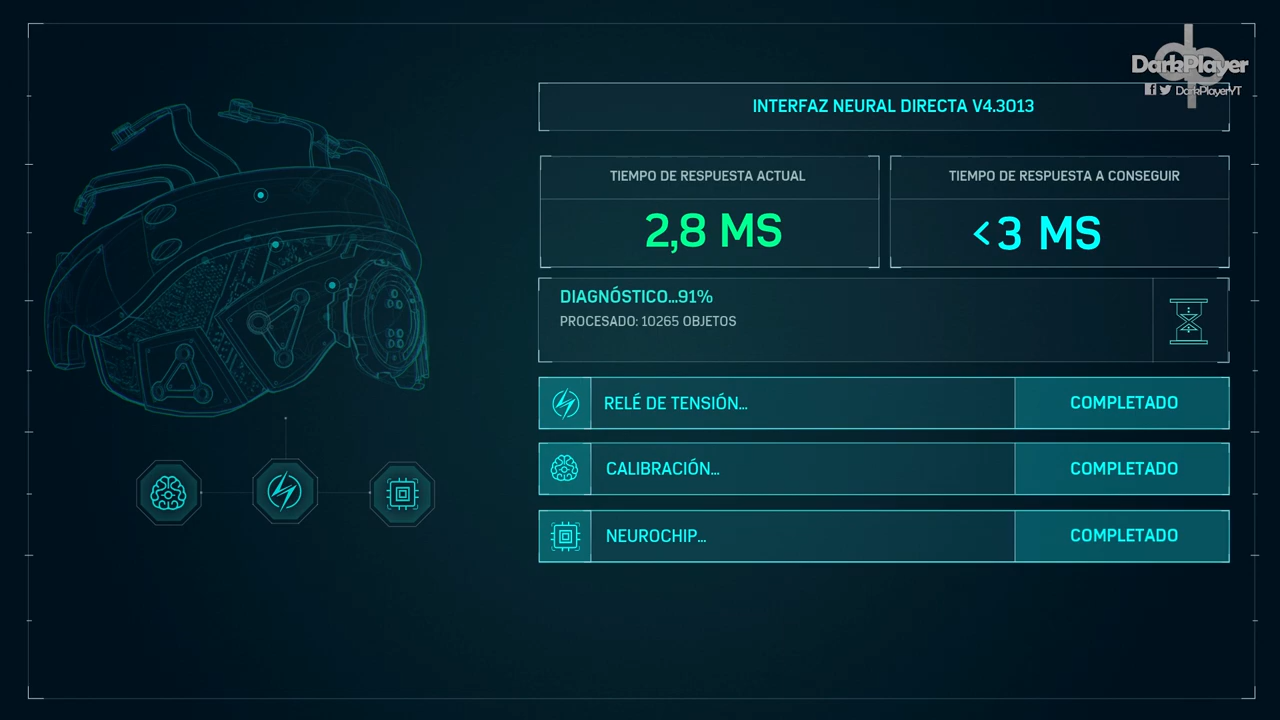 DarkPlayer
DarkPlayerYT
INTERFAZ NEURAL DIRECTA V4.3013
TIEMPO DE RESPUESTA ACTUAL
TIEMPO DE RESPUESTA A CONSEGUIR
2,8 MS
<3 MS
DIAGNÓSTICO...91%
PROCESADO: 10265 OBJETOS
RELÉ DE TENSIÓN...
COMPLETADO
CALIBRACIÓN...
COMPLETADO
NEUROCHIP...
COMPLETADO